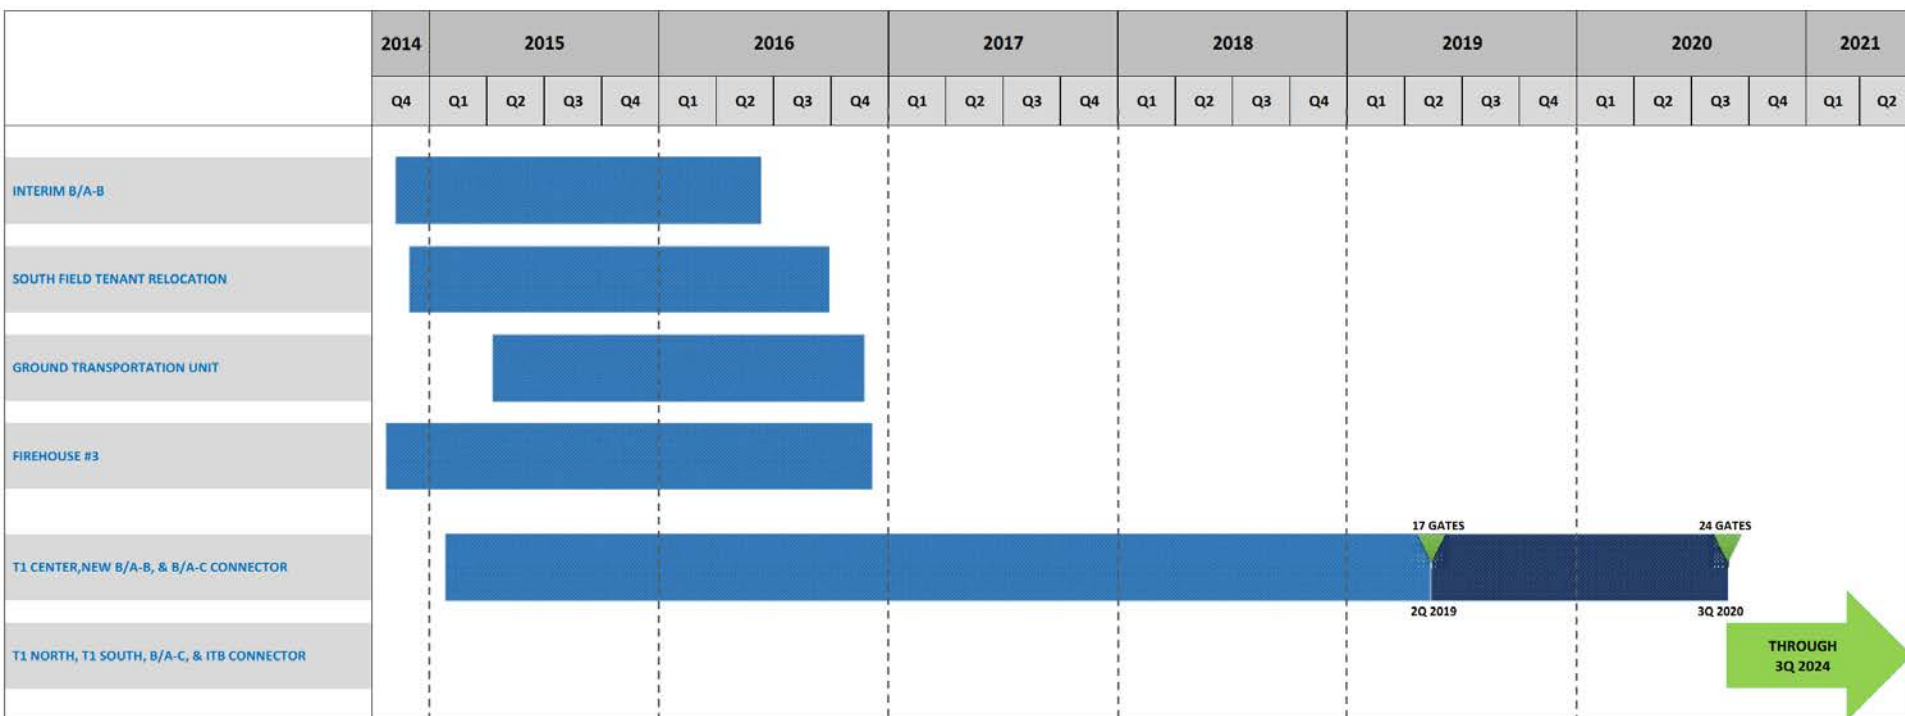 2014 2015 2016 2017 2018 2019 2020 2021
Q4 Q1 Q2 Q3 Q4 Q1 Q2 Q3 Q4 Q1 Q2 Q3 Q4 Q1 Q2 Q3 Q4 Q1 Q2 Q3 Q4 Q1 Q2 Q3 Q4 Q1 Q2
INTERIM B/A-B
SOUTH FIELD TENANT RELOCATION
GROUND TRANSPORTATION UNIT
FIREHOUSE #3
17 GATES 24 GATES
T1 CENTER,NEW B/A-B, & B/A-C CONNECTOR
2Q 2019 3Q 2020
T1 NORTH, T1 SOUTH, B/A-C, & ITB CONNECTOR
THROUGH
3Q 2024